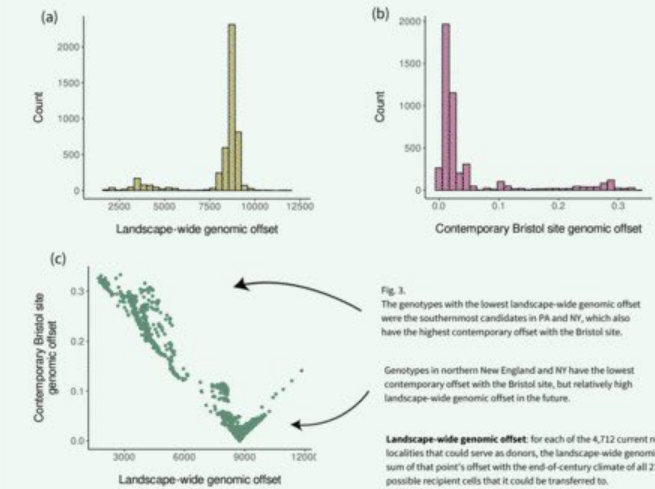 (a)
2000
1500
1000
500
0
Count
2500 5000 7500 10000 12500
Landscape-wide genomic offset
(b)
2000
1500
1000
500
0
Count
0.0 0.1 0.2 0.3
Contemporary Bristol site genomic offset
(c)
0.3
0.2
0.1
0.0
Contemporary Bristol site
genomic offset
3000 6000 9000 1200
Landscape-wide genomic offset
Fig. 3.
The genotypes with the lowest landscape-wide genomic offset
were the southernmost candidates in PA and NY, which also
have the highest contemporary offset with the Bristol site.
Genotypes in northern New England and NY have the lowest
contemporary offset with the Bristol site, but relatively high
landscape-wide genomic offset in the future.
Landscape-wide genomic offset: for each of the 4,712 current
localities that could serve as donors, the landscape-wide
sum of that point's offset with the end-of-century climate of all
possible recipient cells that it could be transferred to.